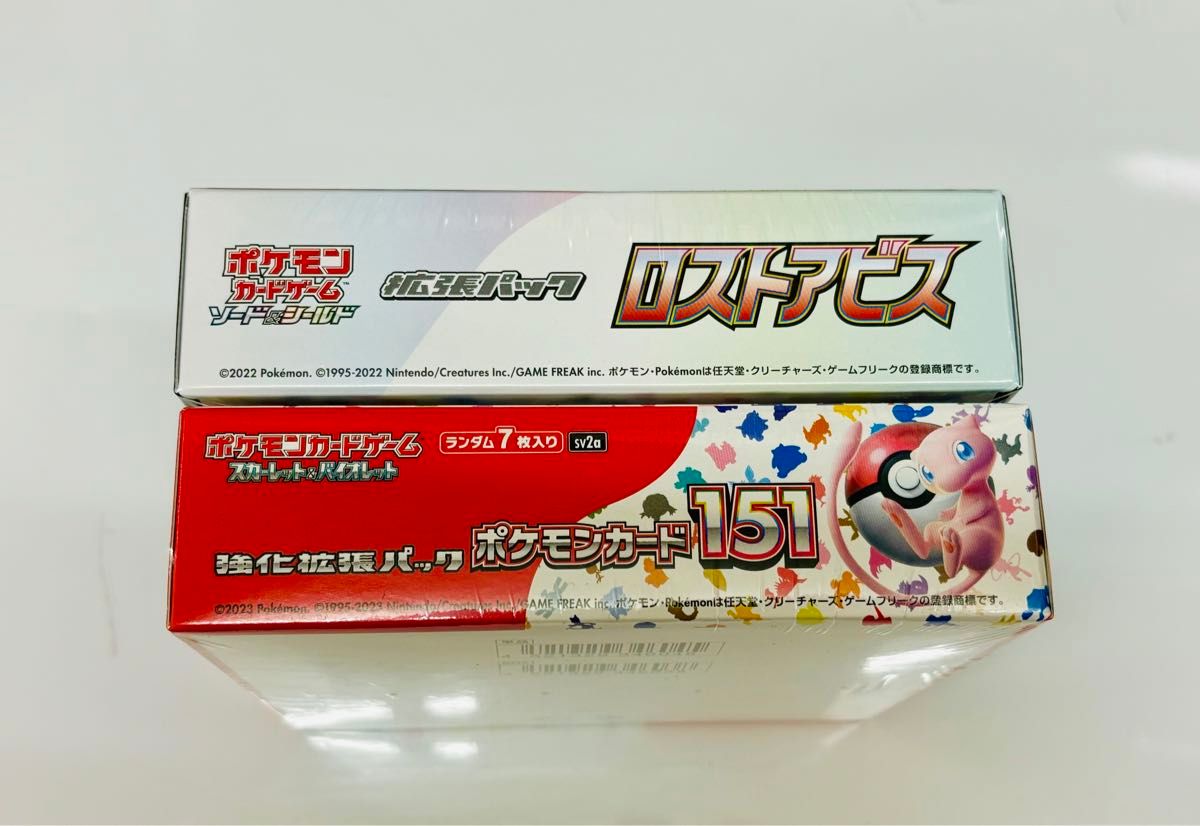 ポケモン
カードゲーム™
ソード&シールド
拡張パック
ロストアビス
©2022 Pokémon. ©1995-2022 Nintendo/Creatures Inc./GAME FREAK inc. ポケモン・Pokémonは任天堂・クリーチャーズ・ゲームフリークの登録商標です。
ポケモンカードゲーム
スカーレット&バイオレット
ランダム7枚入り sv2a
強化拡張パック ポケモンカード151
©2023 Pokémon. ©1995-2023 Nintendo/Creatures Inc./GAME FREAK inc. ポケモン・Pokémonは任天堂・クリーチャーズ・ゲームフリークの登録商標です。